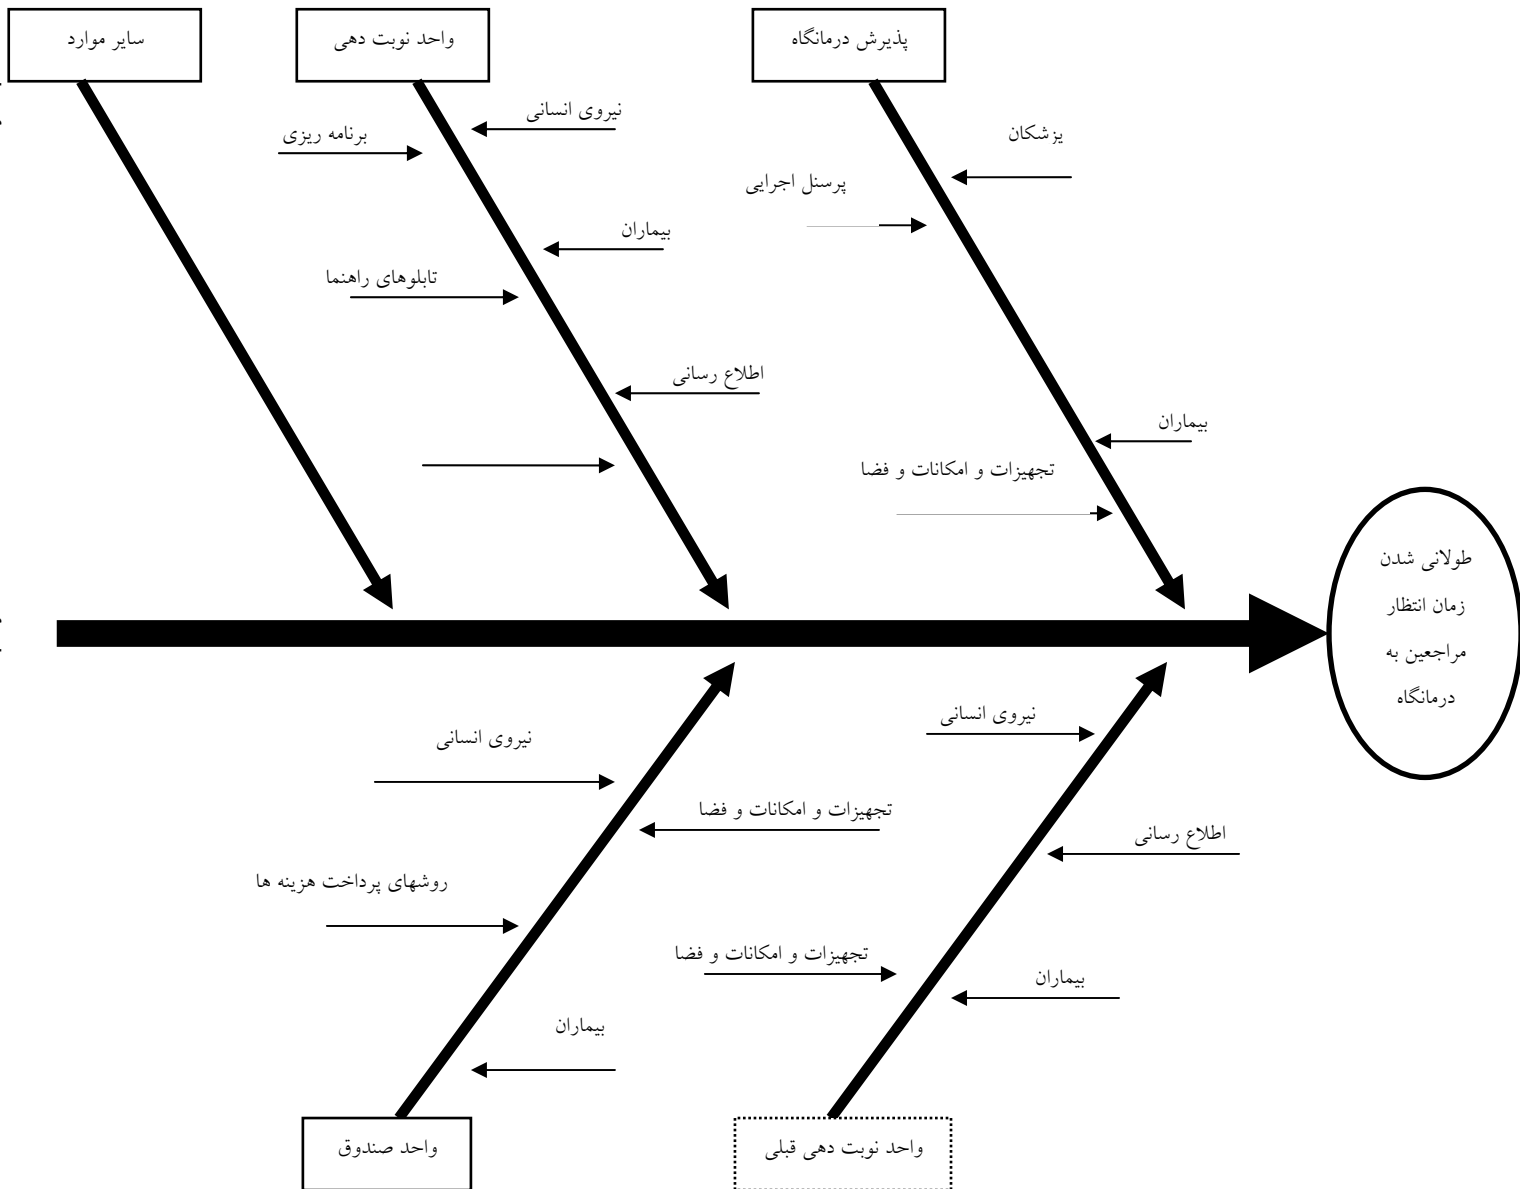 پذیرش درمانگاه
واحد نوبت دهی
سایر موارد
نیروی انسانی
پزشکان
برنامه ریزی
پرسنل اجرایی
بیماران
تابلوهای راهنما
اطلاع رسانی
بیماران
تجهیزات و امکانات و فضا
طولانی شدن
زمان انتظار
مراجعین به
درمانگاه
نیروی انسانی
نیروی انسانی
تجهیزات و امکانات و فضا
اطلاع رسانی
روشهای پرداخت هزینه ها
تجهیزات و امکانات و فضا
بیماران
بیماران
واحد نوبت دهی قبلی
واحد صندوق